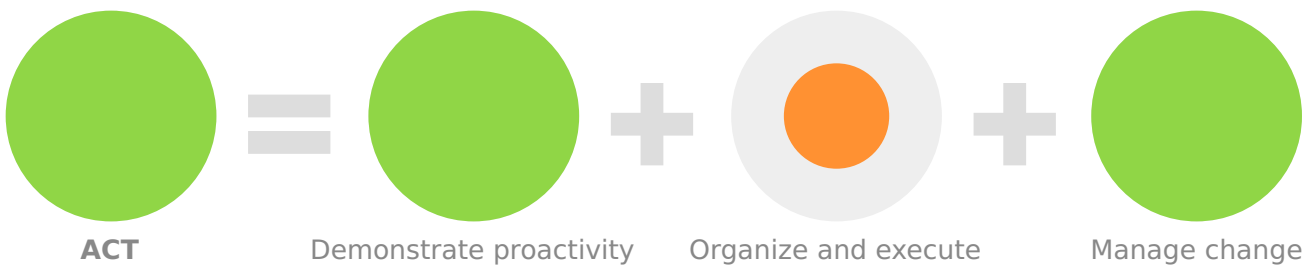 ACT
Demonstrate proactivity
Organize and execute
Manage change